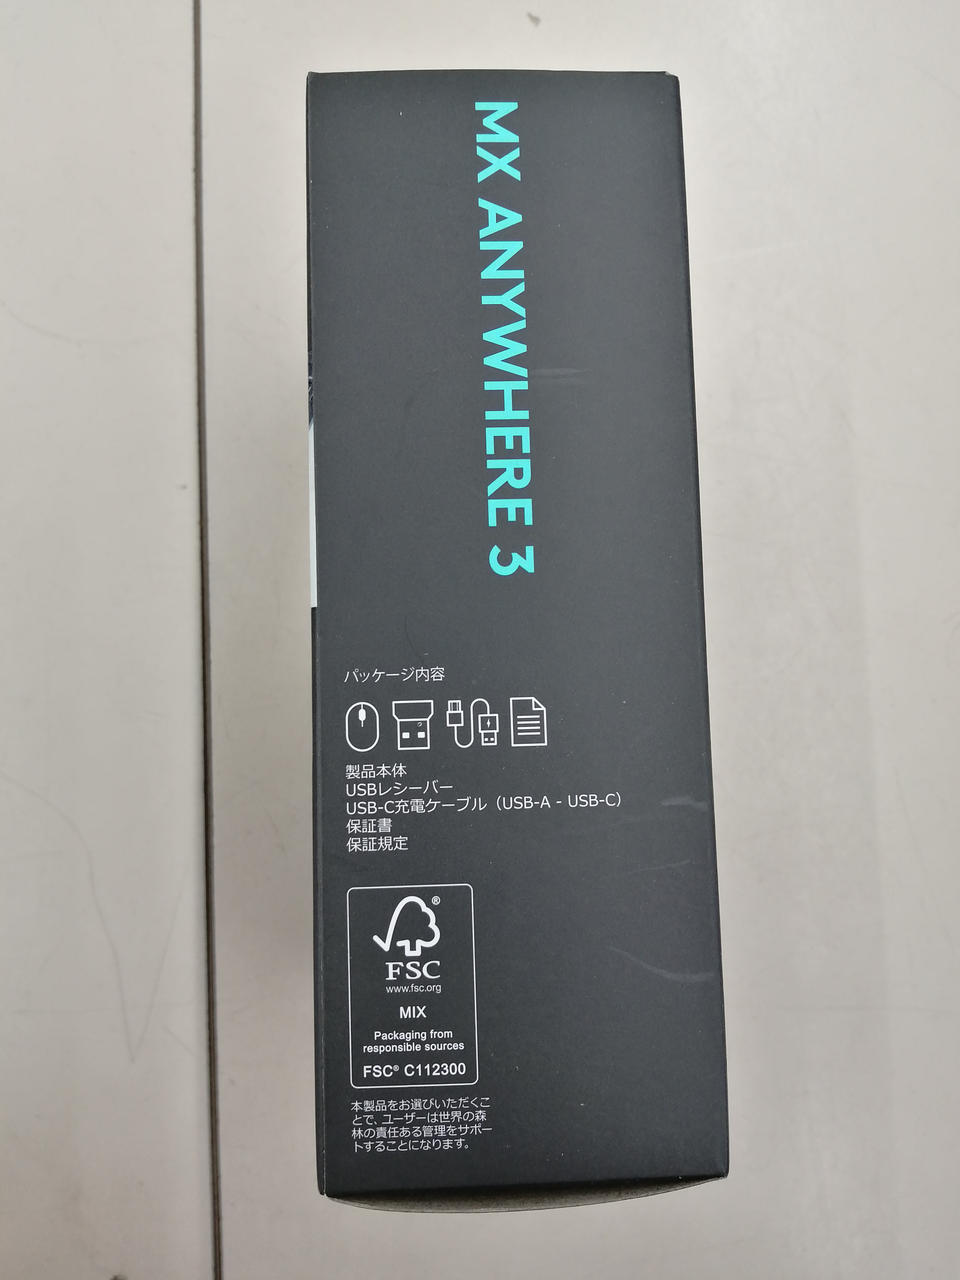 MX ANYWHERE 3
パッケージ内容
製品本体
USBレシーバー
USB-C充電ケーブル（USB-A - USB-C）
保証書
保証規定
®
FSC
www.fsc.org
MIX
Packaging from
responsible sources
FSC® C112300
本製品をお選びいただくこ
とで、ユーザーは世界の森
林の責任ある管理をサポー
トすることになります。